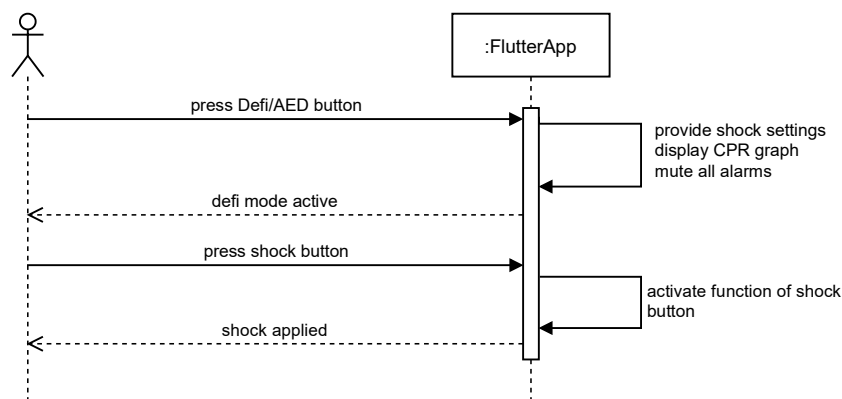 :FlutterApp
press Defi/AED button
provide shock settings
display CPR graph
mute all alarms
defi mode active
press shock button
activate function of shock
button
shock applied